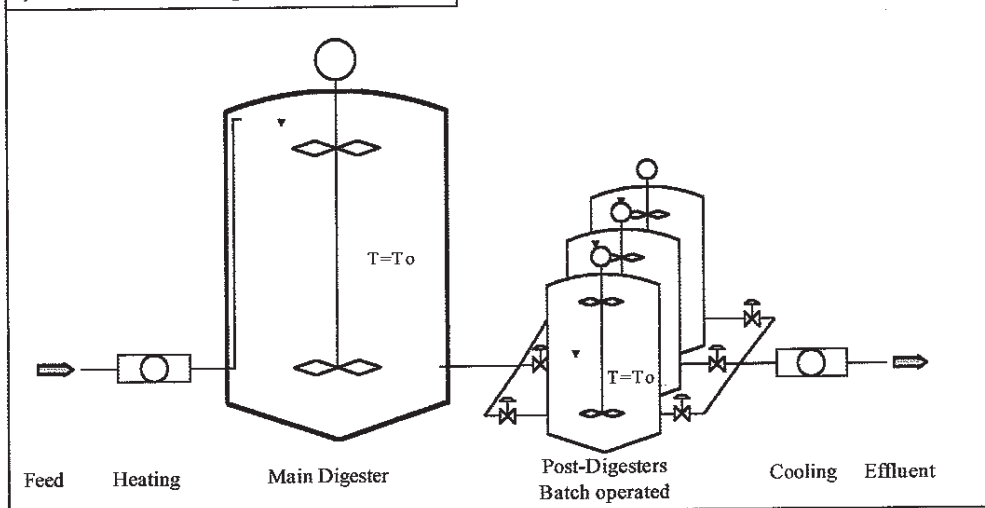 T=To
T=To
Feed
Heating
Main Digester
Post-Digesters
Batch operated
Cooling
Effluent